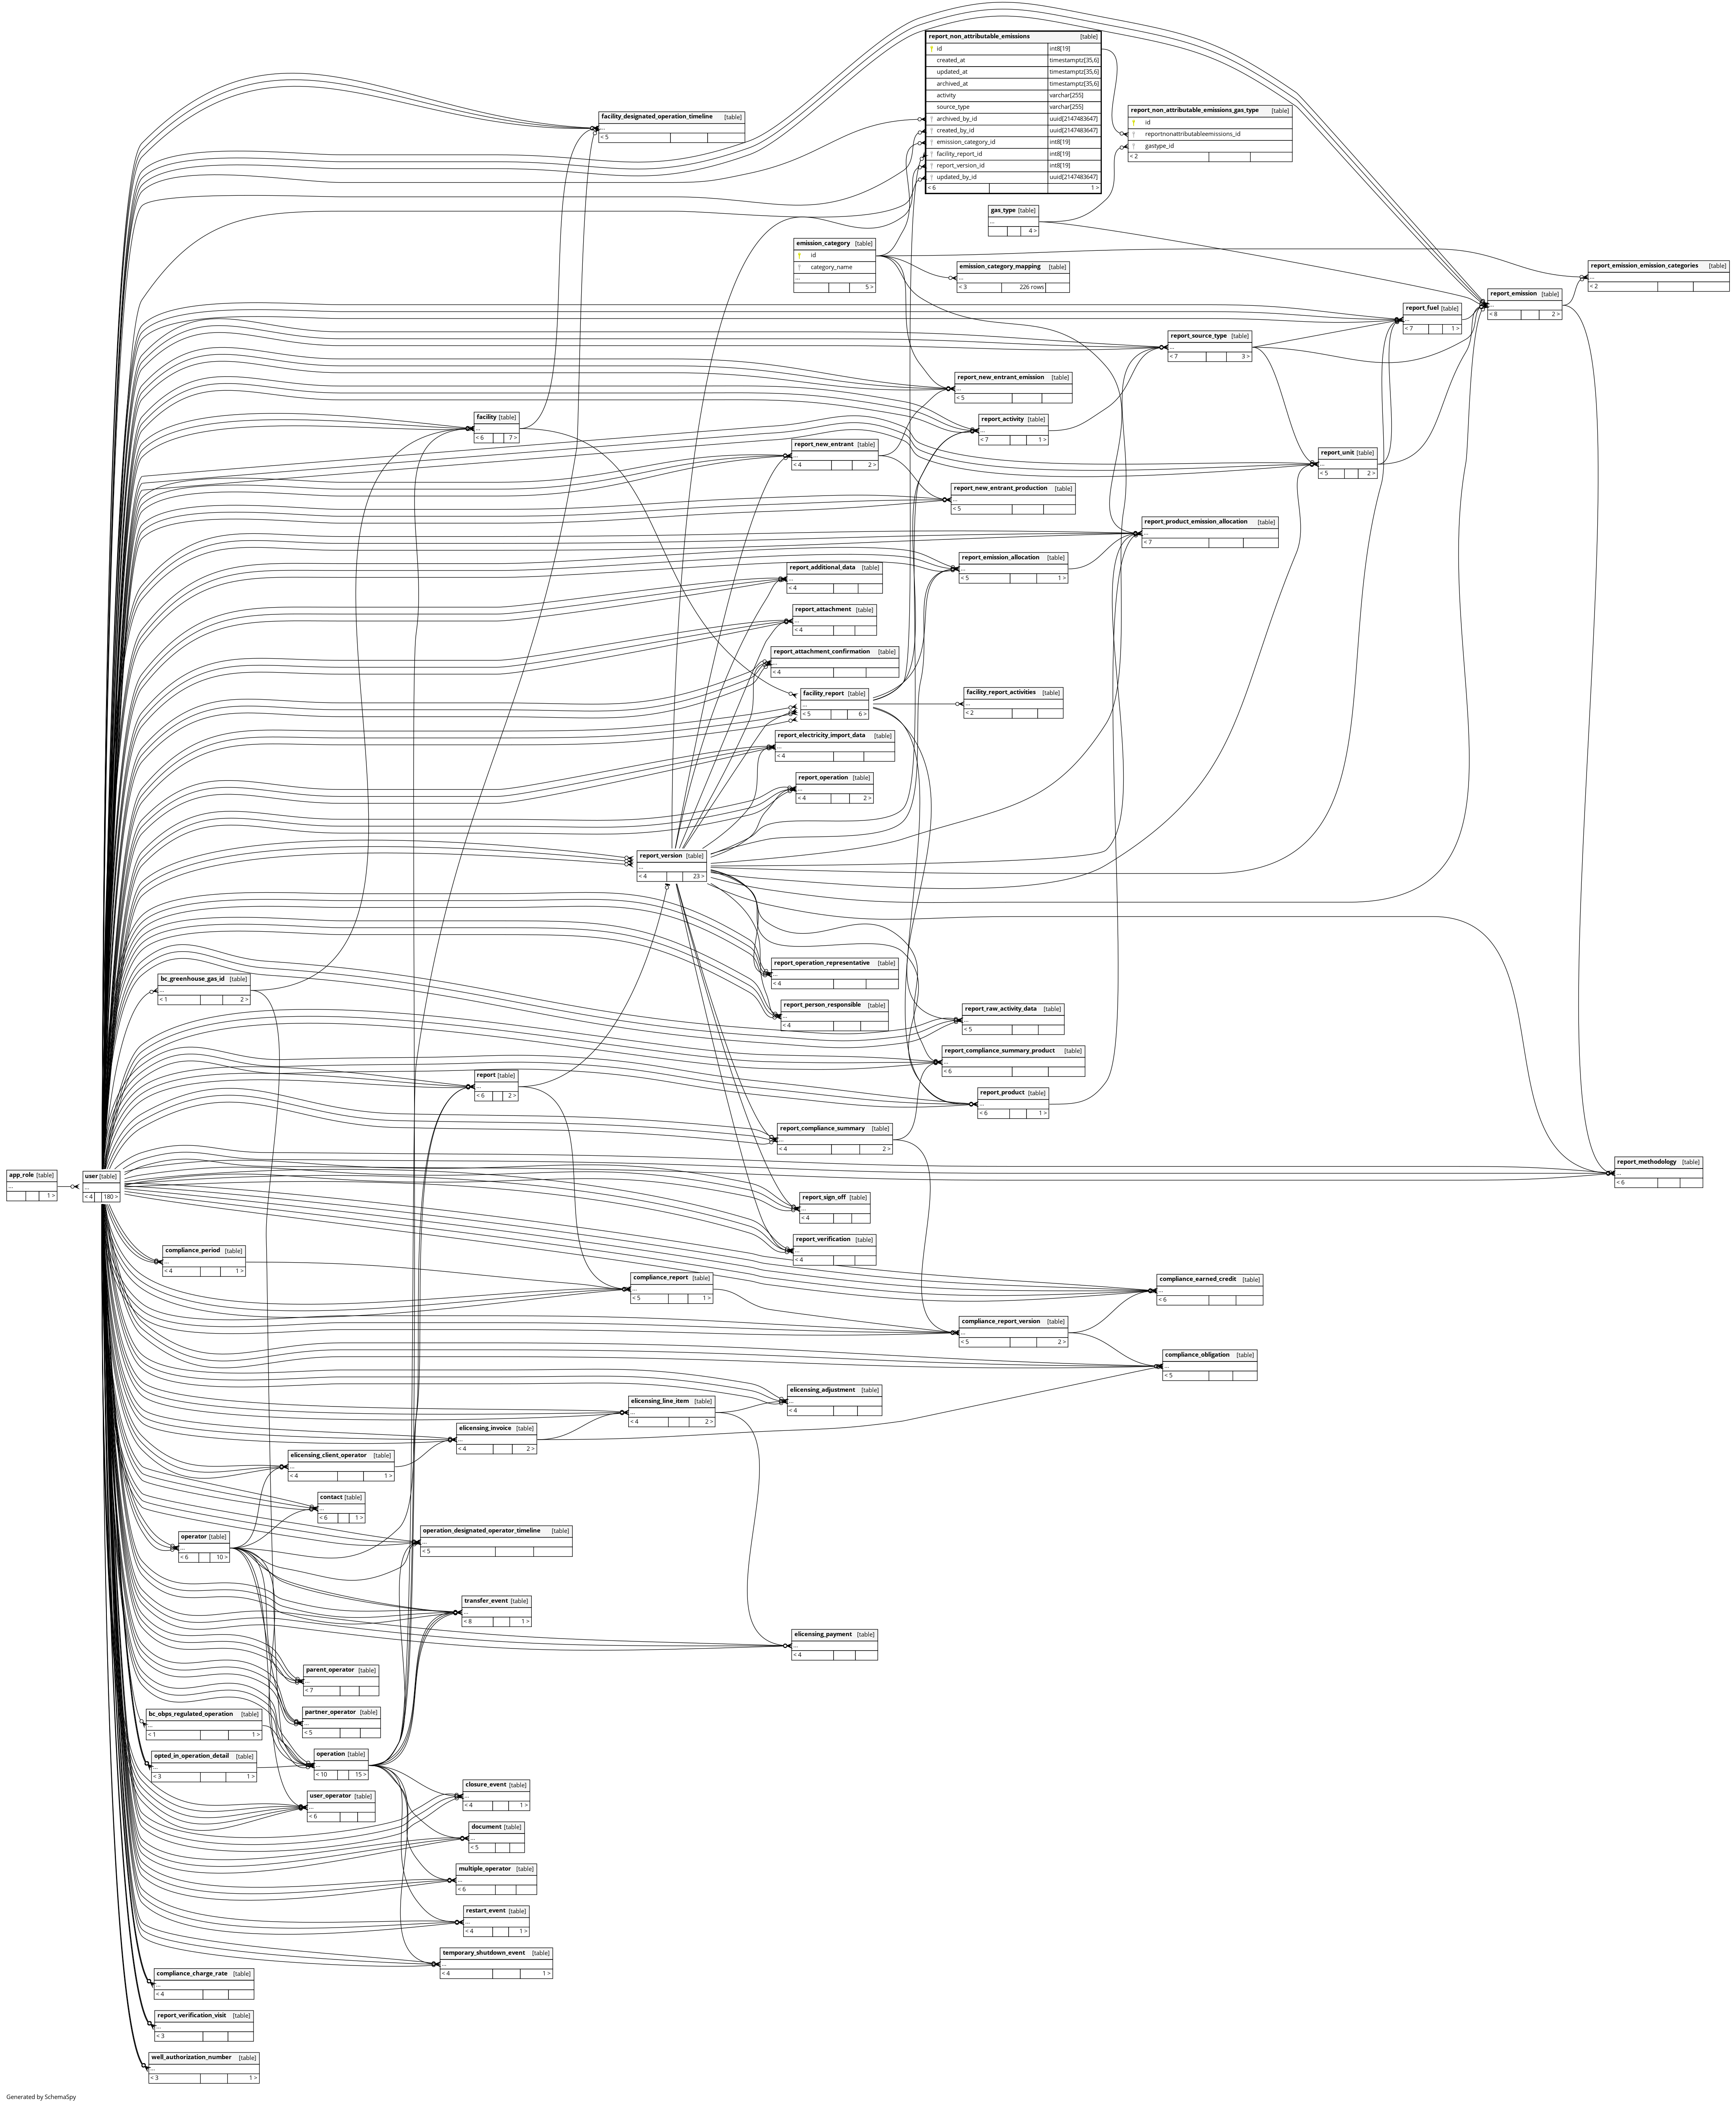 report_non_attributable_emissions [table]
id int8[19]
created_at timestamptz[35,6]
updated_at timestamptz[35,6]
archived_at timestamptz[35,6]
activity varchar[255]
source_type varchar[255]
archived_by_id uuid[2147483647]
created_by_id uuid[2147483647]
emission_category_id int8[19]
facility_report_id int8[19]
report_version_id int8[19]
updated_by_id uuid[2147483647]
< 6 1 >
facility_designated_operation_timeline [table]
...
< 5
report_non_attributable_emissions_gas_type [table]
id
reportnonattributableemissions_id
gastype_id
< 2
gas_type [table]
...
4 >
emission_category [table]
id
category_name
...
5 >
emission_category_mapping [table]
...
< 3 226 rows
report_emission_emission_categories [table]
...
< 2
report_emission [table]
...
< 8 2 >
report_fuel [table]
...
< 7 1 >
report_source_type [table]
...
< 7 3 >
report_new_entrant_emission [table]
...
< 5
facility [table]
...
< 6 7 >
report_activity [table]
...
< 7 1 >
report_new_entrant [table]
...
< 4 2 >
report_unit [table]
...
< 5 2 >
report_new_entrant_production [table]
...
< 5
report_product_emission_allocation [table]
...
< 7
report_emission_allocation [table]
...
< 5 1 >
report_additional_data [table]
...
< 4
report_attachment [table]
...
< 4
report_attachment_confirmation [table]
...
< 4
facility_report [table]
...
< 5 6 >
facility_report_activities [table]
...
< 2
report_electricity_import_data [table]
...
< 4
report_operation [table]
...
< 4 2 >
report_version [table]
...
< 4 23 >
report_operation_representative [table]
...
< 4
bc_greenhouse_gas_id [table]
...
< 1 2 >
report_person_responsible [table]
...
< 4
report_raw_activity_data [table]
...
< 5
report_compliance_summary_product [table]
...
< 6
report [table]
...
< 6 2 >
report_product [table]
...
< 6 1 >
report_compliance_summary [table]
...
< 4 2 >
report_methodology [table]
...
< 6
app_role [table]
...
1 >
user [table]
...
< 4 180 >
report_sign_off [table]
...
< 4
report_verification [table]
...
< 4
compliance_period [table]
...
< 4 1 >
compliance_report [table]
...
< 5 1 >
compliance_earned_credit [table]
...
< 6
compliance_report_version [table]
...
< 5 2 >
compliance_obligation [table]
...
< 5
elicensing_adjustment [table]
...
< 4
elicensing_line_item [table]
...
< 4 2 >
elicensing_invoice [table]
...
< 4 2 >
elicensing_client_operator [table]
...
< 4 1 >
contact [table]
...
< 6 1 >
operation_designated_operator_timeline [table]
...
< 5
operator [table]
...
< 6 10 >
transfer_event [table]
...
< 8 1 >
elicensing_payment [table]
...
< 4
parent_operator [table]
...
< 7
partner_operator [table]
...
< 5
bc_obps_regulated_operation [table]
...
< 1 1 >
operation [table]
...
< 10 15 >
opted_in_operation_detail [table]
...
< 3 1 >
closure_event [table]
...
< 4 1 >
user_operator [table]
...
< 6
document [table]
...
< 5
multiple_operator [table]
...
< 6
restart_event [table]
...
< 4 1 >
temporary_shutdown_event [table]
...
< 4 1 >
compliance_charge_rate [table]
...
< 4
report_verification_visit [table]
...
< 3
well_authorization_number [table]
...
< 3 1 >
Generated by SchemaSpy